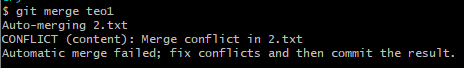 $ git merge teo1
Auto-merging 2.txt
CONFLICT (content): Merge conflict in 2.txt
Automatic merge failed; fix conflicts and then commit the result.